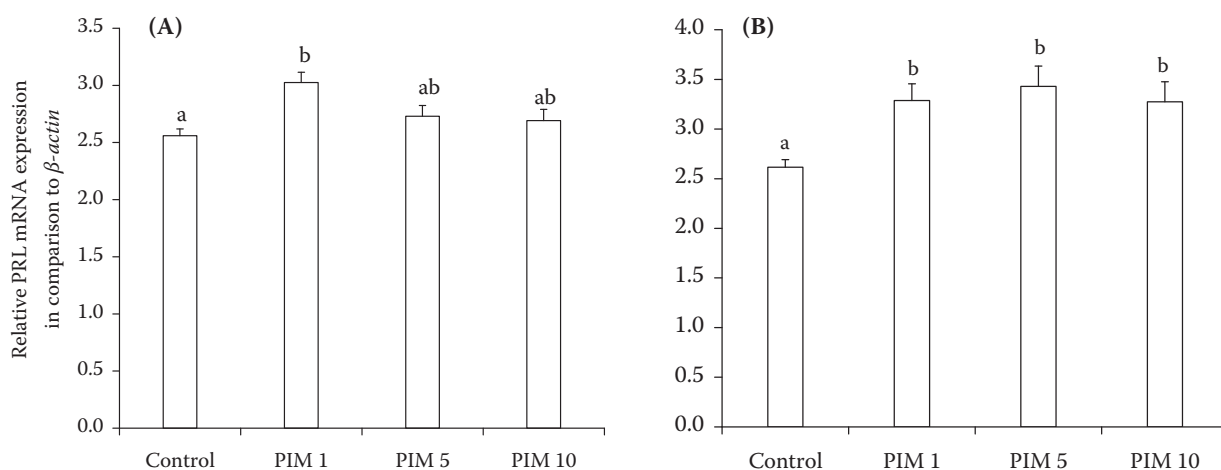 Relative PRL mRNA expression
in comparison to β-actin
(A)
3.5
3.0
2.5
2.0
1.5
1.0
0.5
0.0
a
b
ab
ab
Control
PIM 1
PIM 5
PIM 10
(B)
4.0
3.5
3.0
2.5
2.0
1.5
1.0
0.5
0.0
a
b
b
b
Control
PIM 1
PIM 5
PIM 10